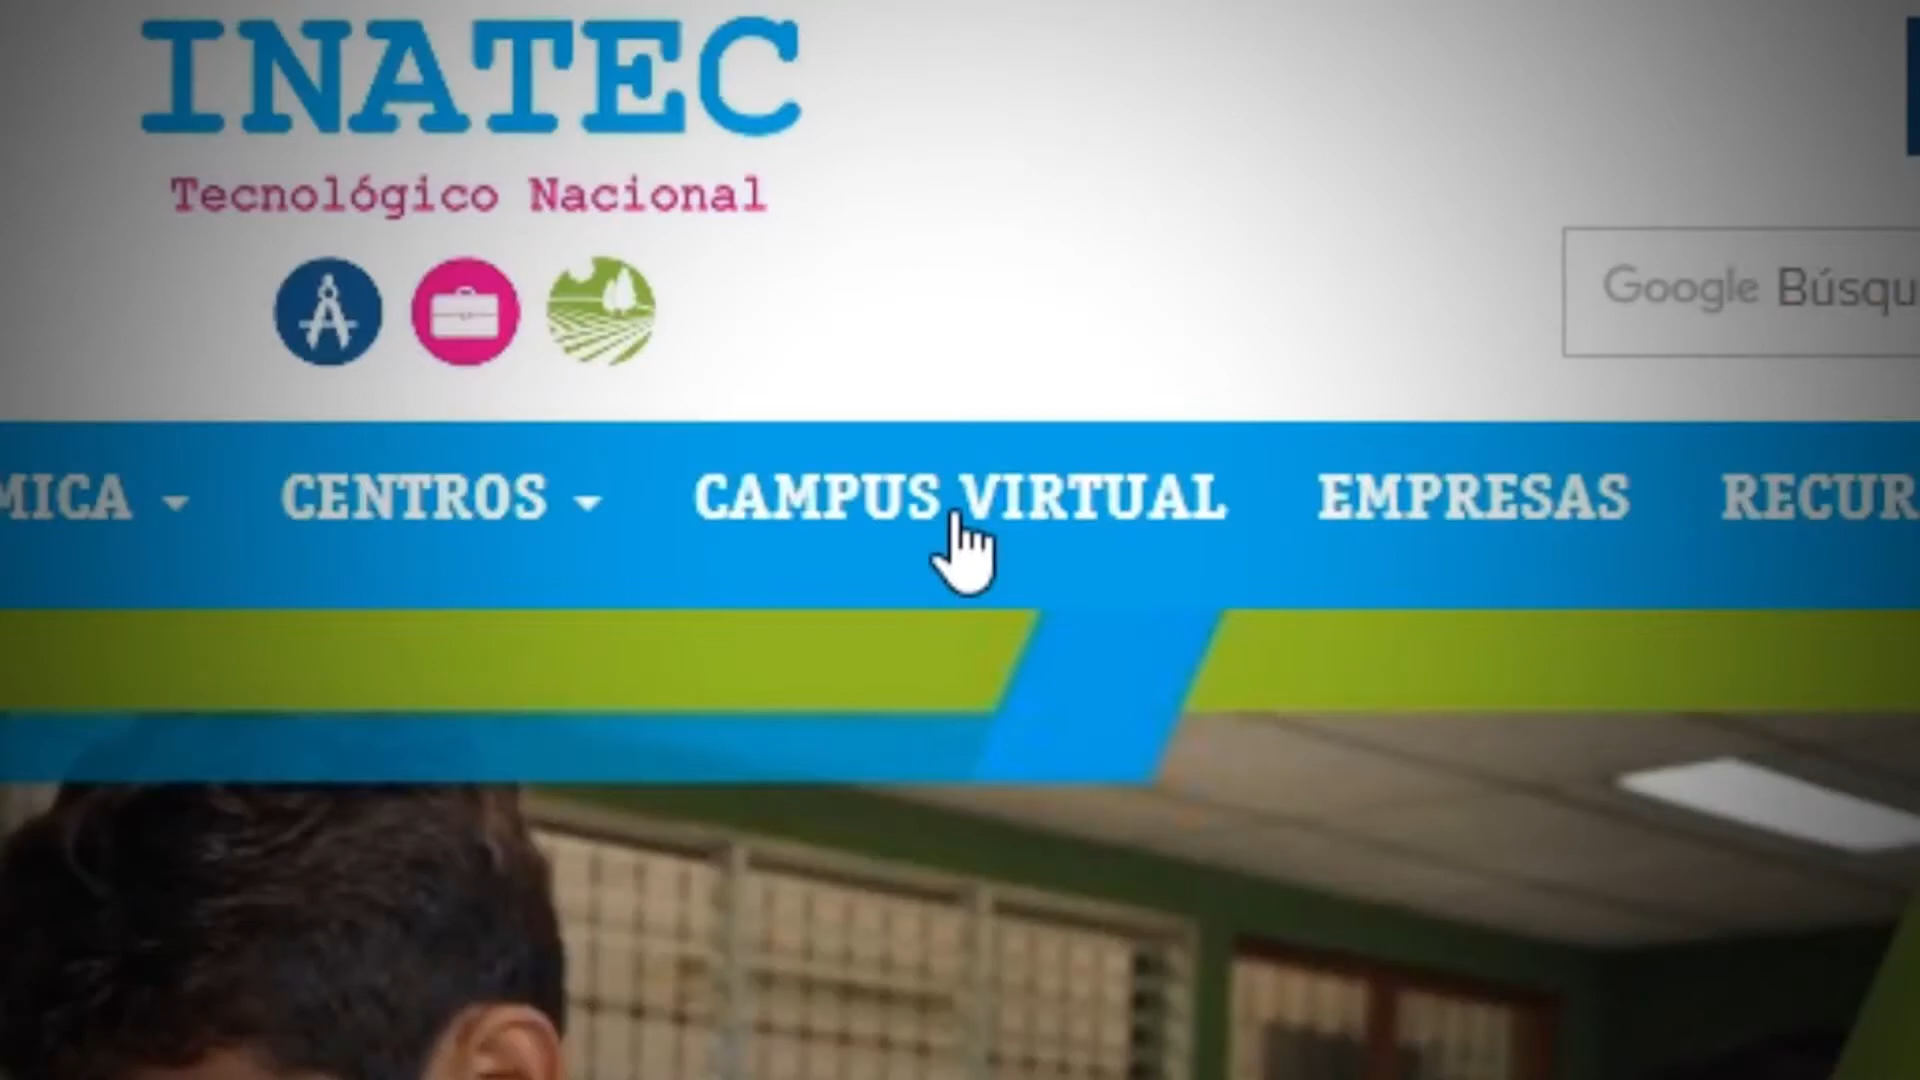 INATEC
Tecnológico Nacional
Google Búsqu
MICA CENTROS CAMPUS VIRTUAL EMPRESAS RECUR